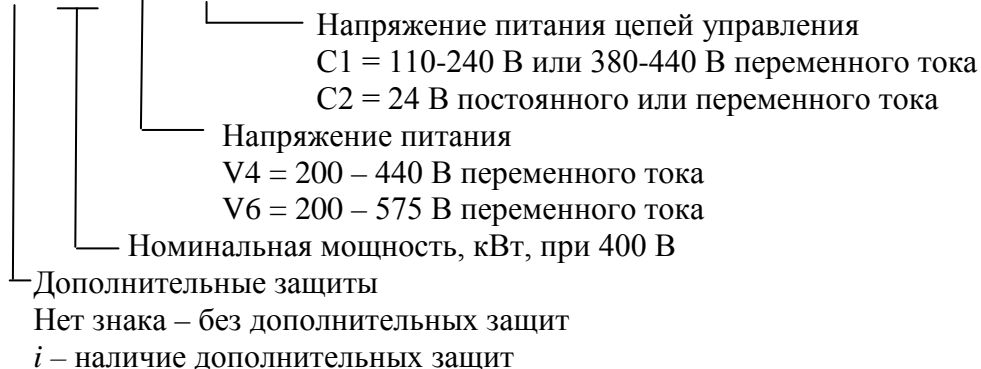 Напряжение питания цепей управления
С1 = 110-240 В или 380-440 В переменного тока
С2 = 24 В постоянного или переменного тока
Напряжение питания
V4 = 200 – 440 В переменного тока
V6 = 200 – 575 В переменного тока
Номинальная мощность, кВт, при 400 В
Дополнительные защиты
Нет знака – без дополнительных защит
i – наличие дополнительных защит